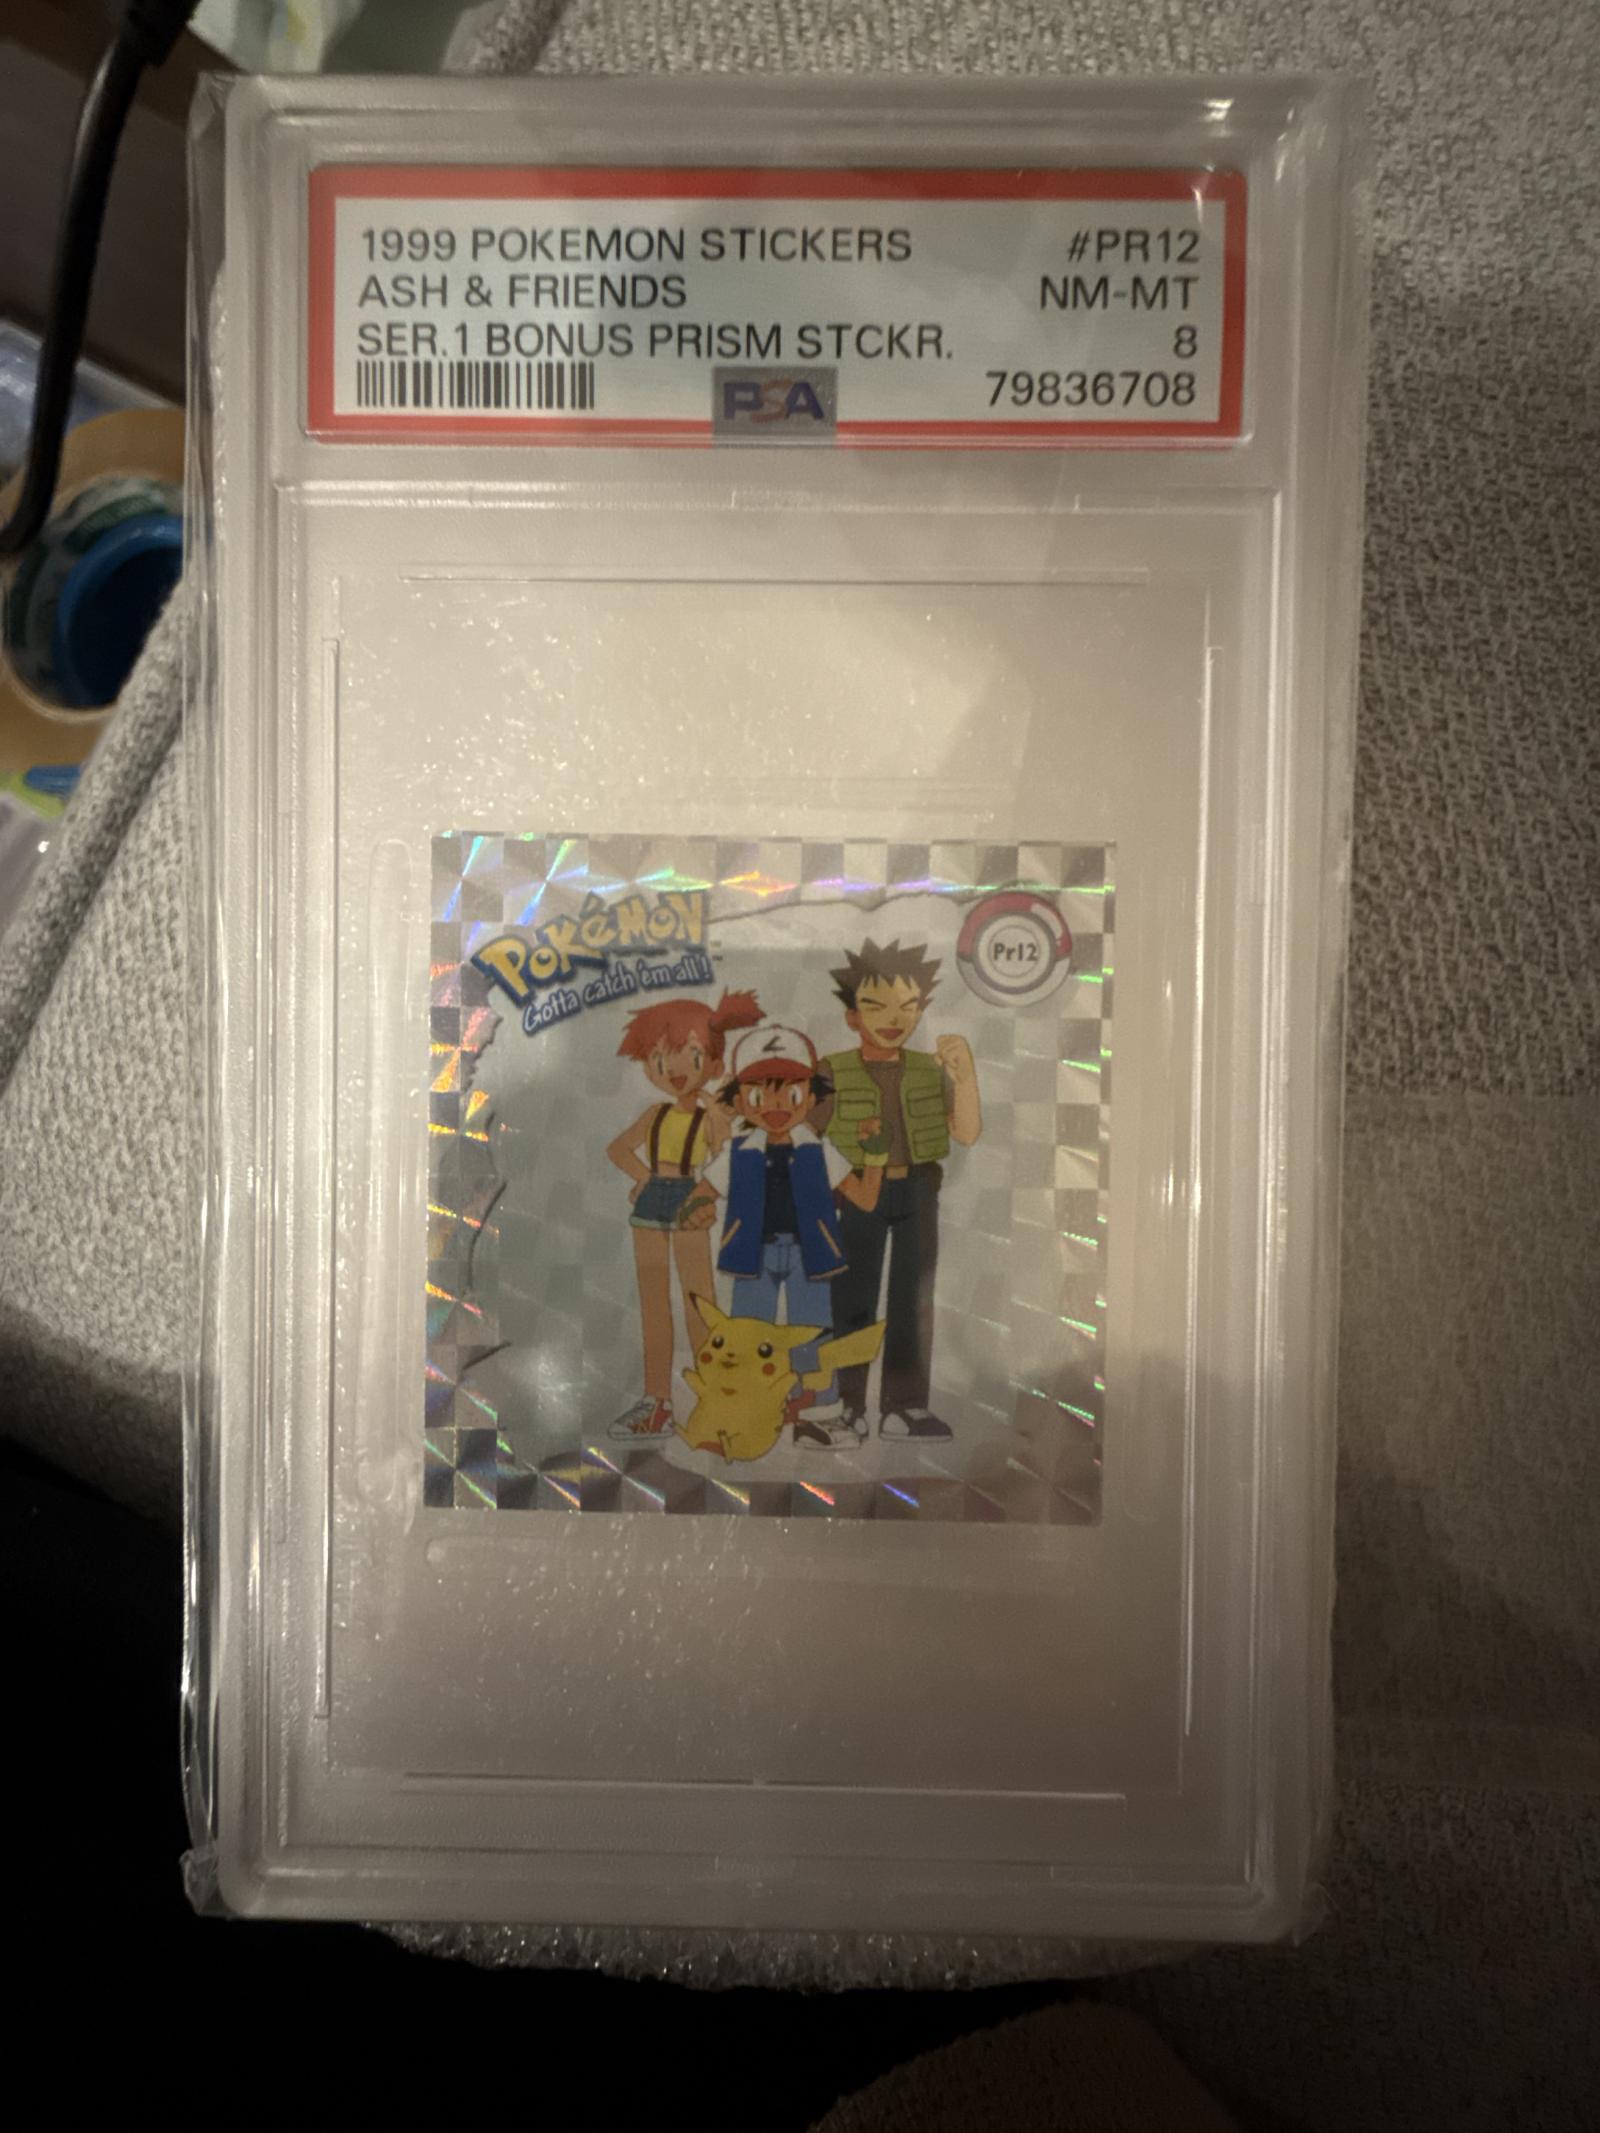 1999 POKEMON STICKERS #PR12
ASH & FRIENDS NM-MT
SER.1 BONUS PRISM STCKR. 8
PSA 79836708
POKéMON
Gotta catch 'em all!
Pr12